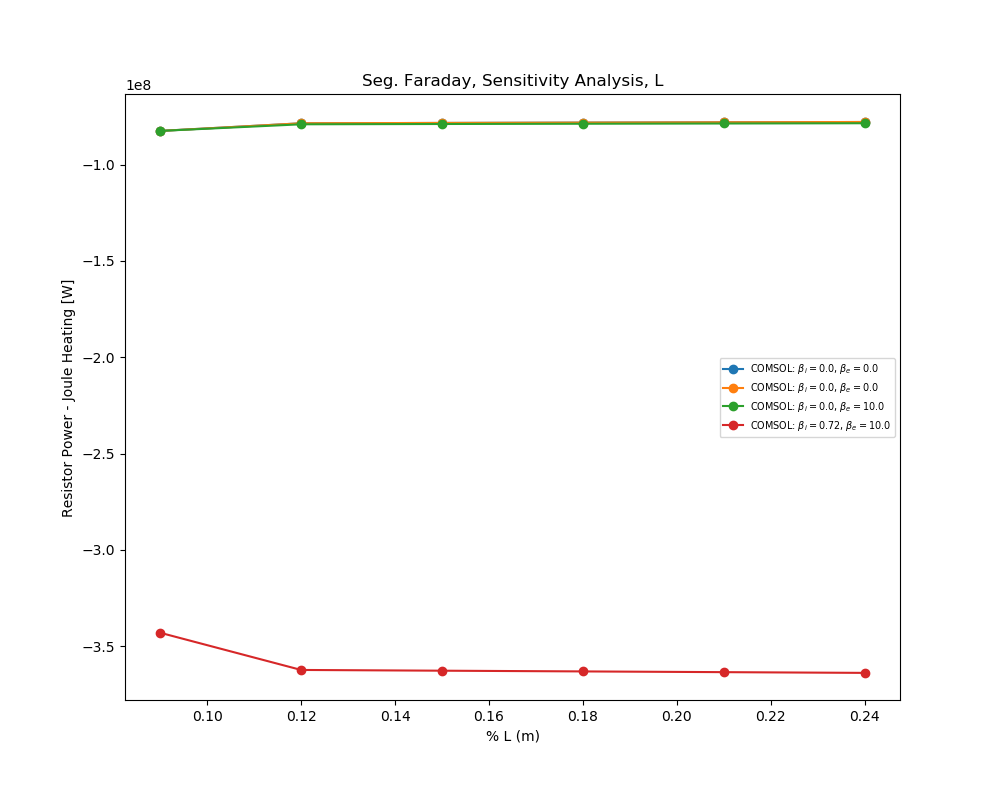 Seg. Faraday, Sensitivity Analysis, L
1e8
−1.0
−1.5
−2.0
−2.5
−3.0
−3.5
Resistor Power - Joule Heating [W]
COMSOL: βi = 0.0, βe = 0.0
COMSOL: βi = 0.0, βe = 0.0
COMSOL: βi = 0.0, βe = 10.0
COMSOL: βi = 0.72, βe = 10.0
0.10 0.12 0.14 0.16 0.18 0.20 0.22 0.24
% L (m)